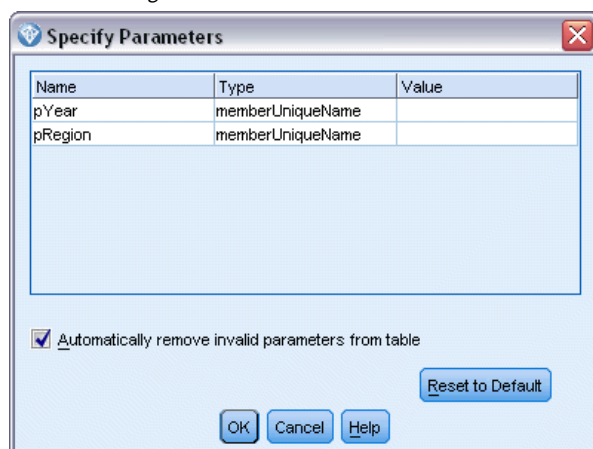 Specify Parameters
Name Type Value
pYear memberUniqueName
pRegion memberUniqueName
Automatically remove invalid parameters from table
Reset to Default
OK Cancel Help